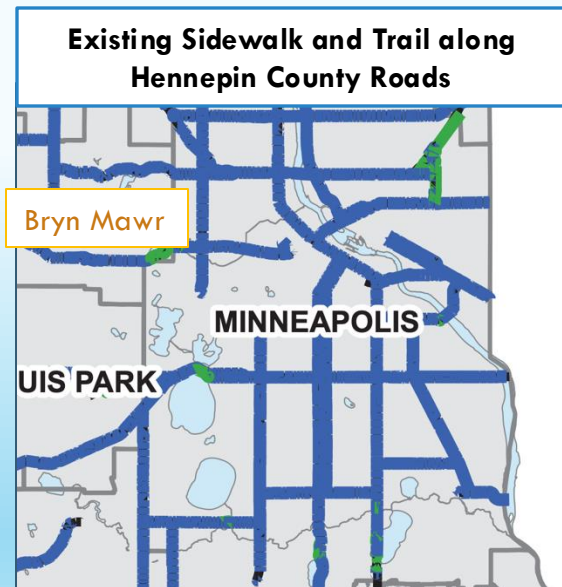 Existing Sidewalk and Trail along
Hennepin County Roads
Bryn Mawr
MINNEAPOLIS
UIS PARK